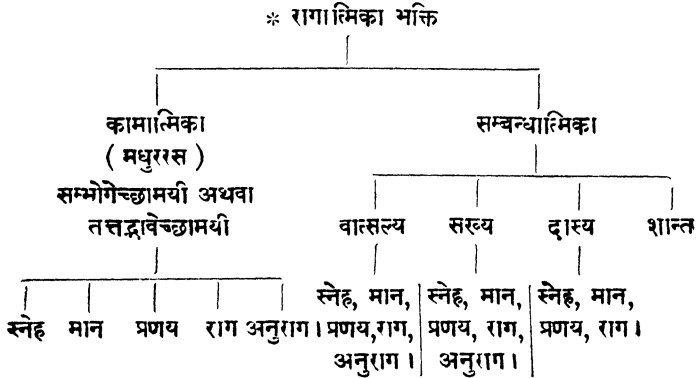 * रागात्मिका भक्ति
कामात्मिका सम्बन्धात्मिका
( मधुररस )
सम्भोगेच्छामयी अथवा
तत्तद्भावेच्छामयी
वात्सल्य सख्य दास्य शान्त
स्नेह मान प्रणय राग अनुराग।
स्नेह, मान,
प्रणय,राग,
अनुराग।
स्नेह, मान,
प्रणय, राग,
अनुराग।
स्नेह, मान,
प्रणय, राग।